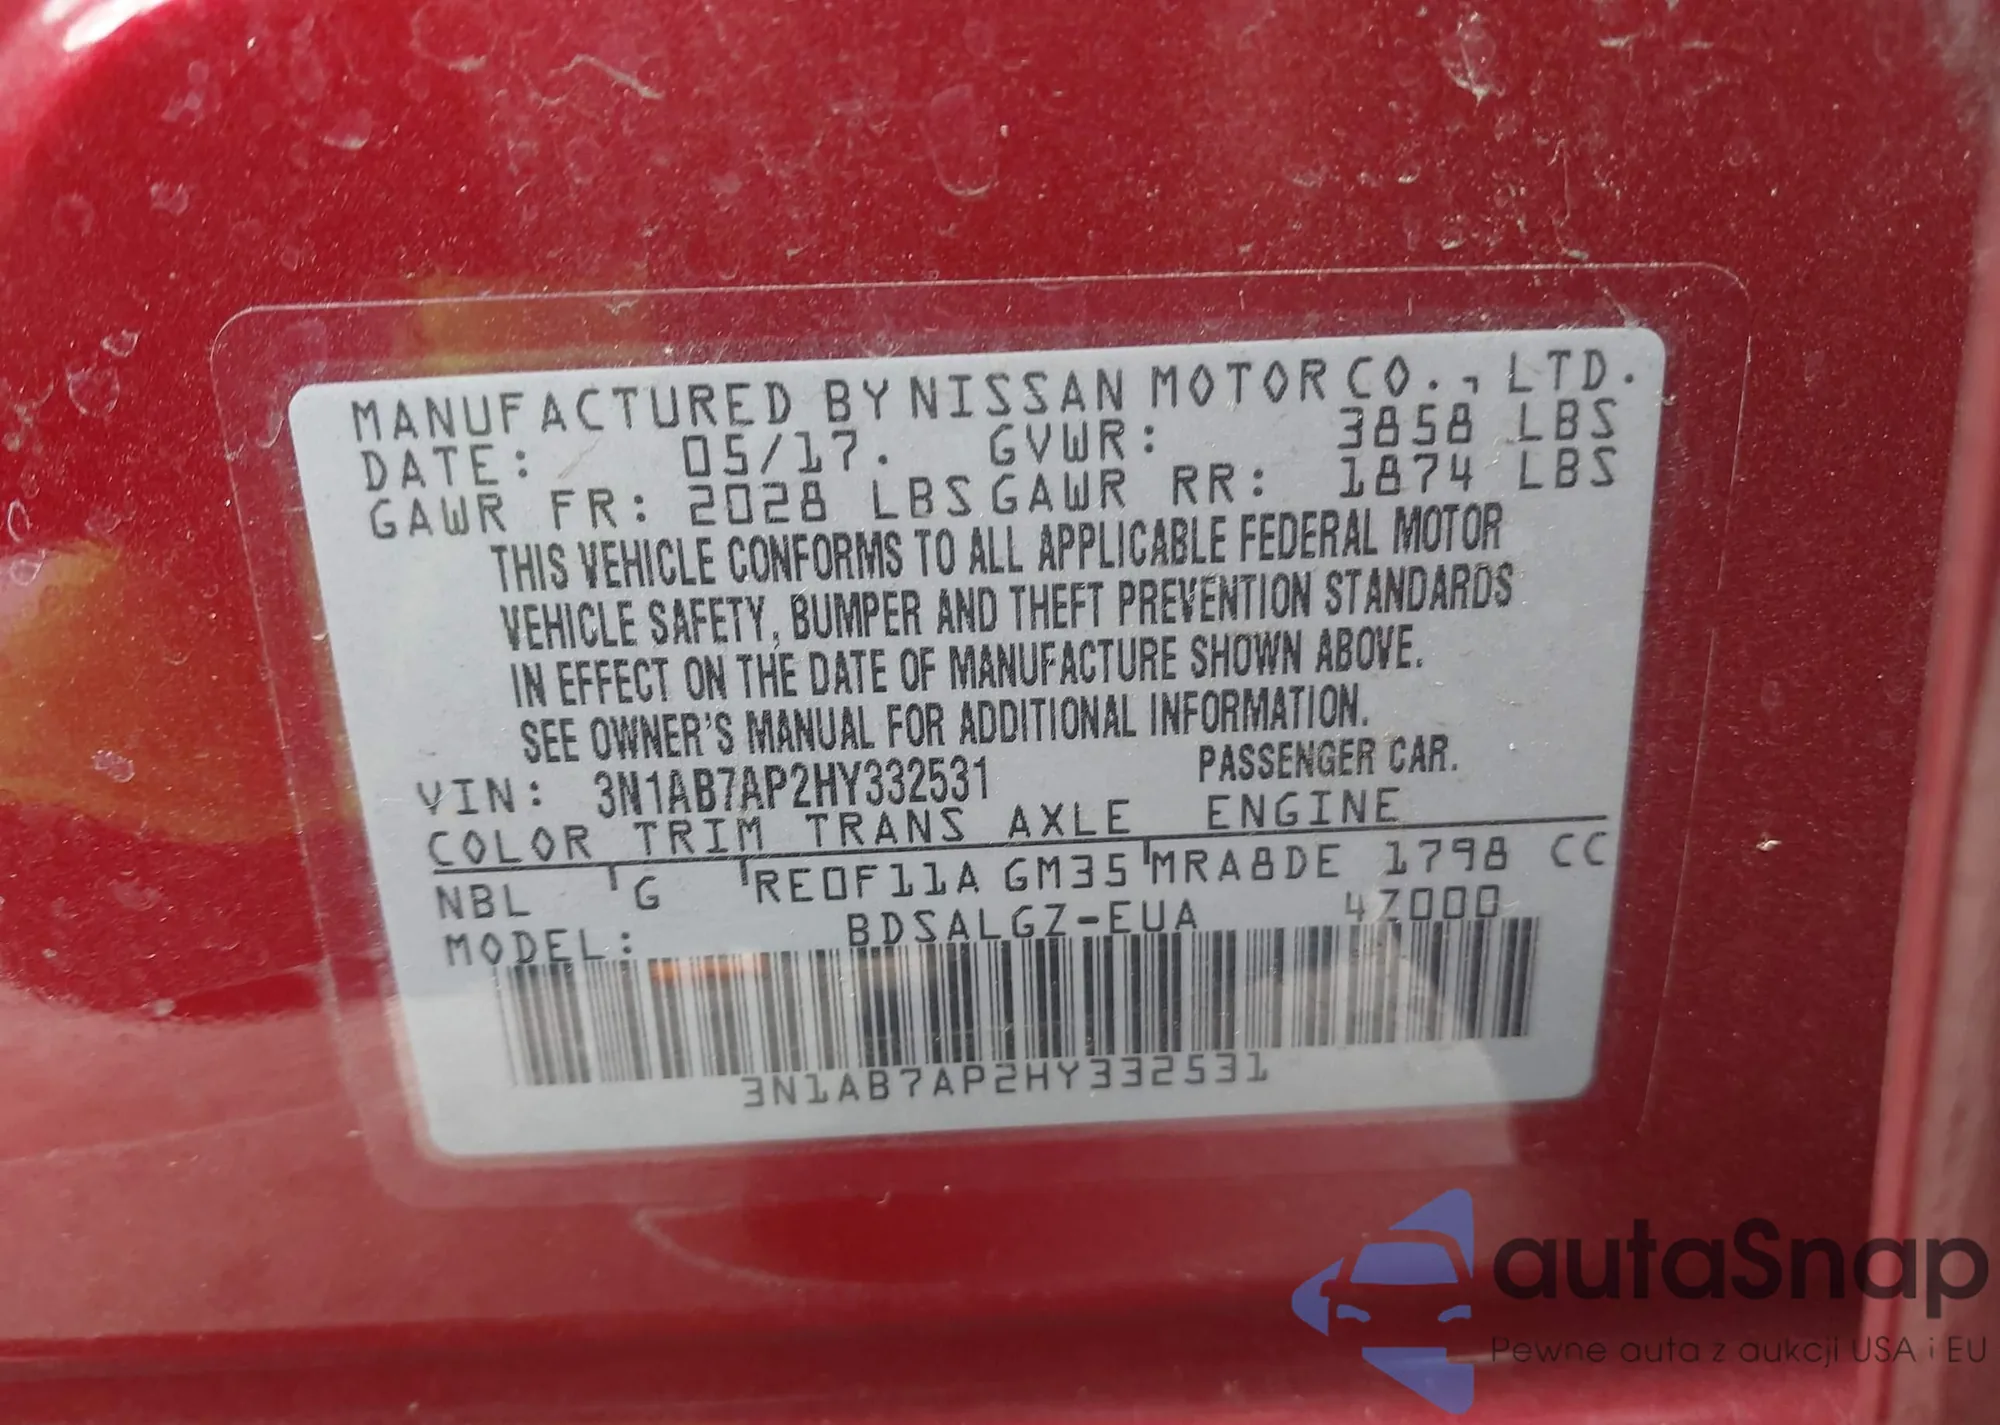 MANUFACTURED BY NISSAN MOTOR CO., LTD.
DATE: 05/17. GVWR: 3858 LBS
GAWR FR: 2028 LBS GAWR RR: 1874 LBS
THIS VEHICLE CONFORMS TO ALL APPLICABLE FEDERAL MOTOR
VEHICLE SAFETY, BUMPER AND THEFT PREVENTION STANDARDS
IN EFFECT ON THE DATE OF MANUFACTURE SHOWN ABOVE.
SEE OWNER'S MANUAL FOR ADDITIONAL INFORMATION.
VIN: 3N1AB7AP2HY332531 PASSENGER CAR.
COLOR TRIM TRANS AXLE ENGINE
NBL G RE0F11A GM35 MRA8DE 1798 CC
MODEL: BDSALGZ-EUA 47000
3N1AB7AP2HY332531
autaSnap
Pewne auta z aukcji USA i EU